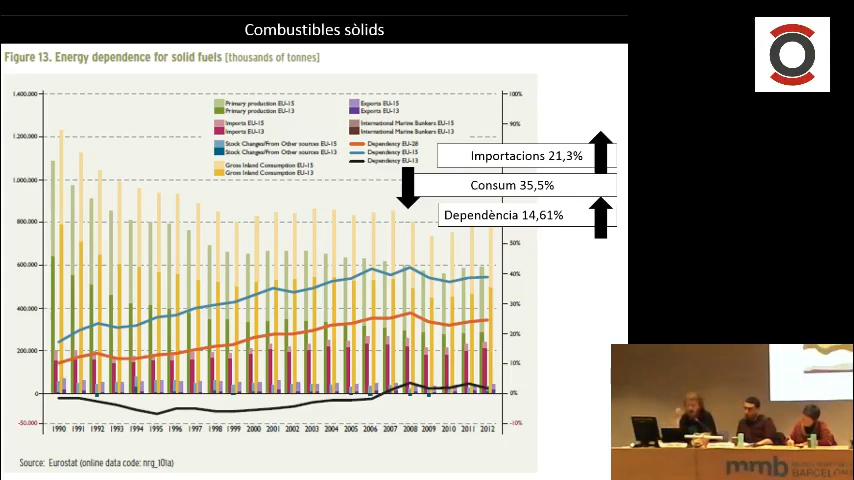 Combustibles sòlids
Figure 13. Energy dependence for solid fuels [thousands of tonnes]
1.400.000
1.200.000
1.000.000
800.000
600.000
400.000
200.000
0
-50.000
100%
90%
50%
40%
30%
20%
10%
0%
-10%
Primary production EU-15
Primary production EU-13
Imports EU-15
Imports EU-13
Stock Changes/From Other sources EU-15
Stock Changes/From Other sources EU-13
Gross Inland Consumption EU-15
Gross Inland Consumption EU-13
Exports EU-15
Exports EU-13
International Marine Bunkers EU-15
International Marine Bunkers EU-13
Dependency EU-28
Dependency EU-15
Dependency EU-13
Importacions 21,3%
Consum 35,5%
Dependència 14,61%
1990 1991 1992 1993 1994 1995 1996 1997 1998 1999 2000 2001 2002 2003 2004 2005 2006 2007 2008 2009 2010 2011 2012
Source: Eurostat (online data code: nrg_101a)
mmb
BARCELONA